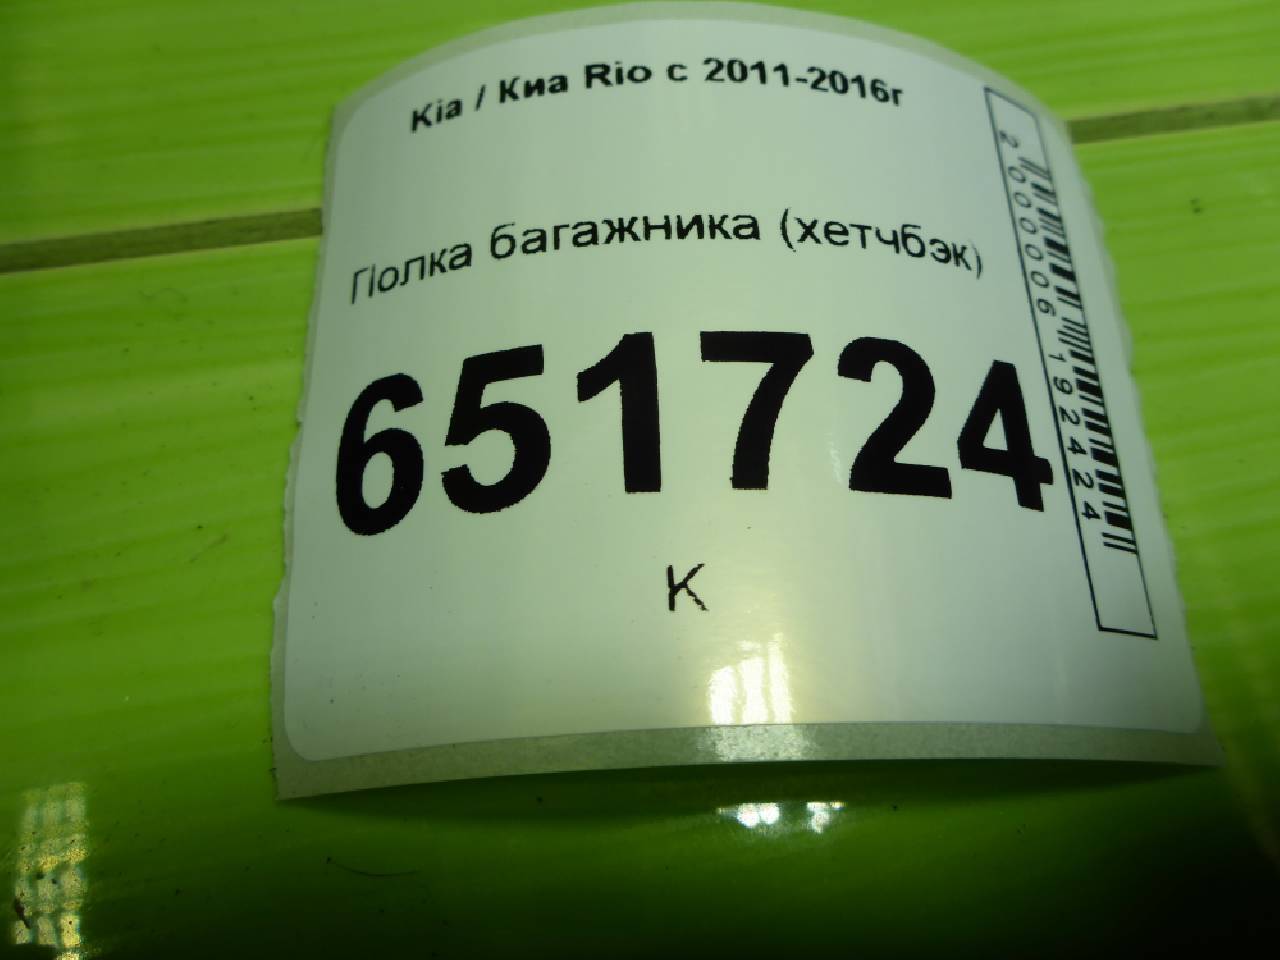 Kia / Киа Rio с 2011-2016г
Полка багажника (хетчбэк)
651724
К
2000006192424